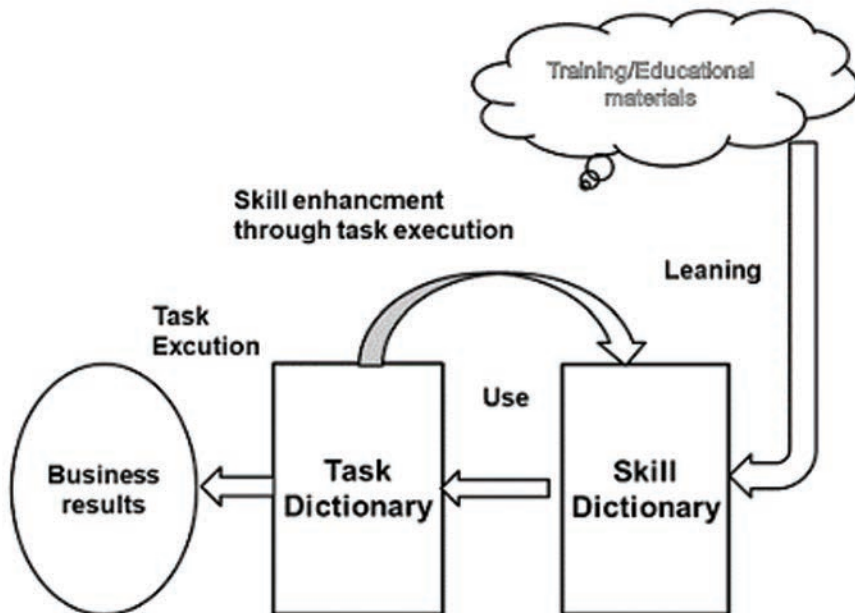 Training/Educational
materials
Skill enhancment
through task execution
Leaning
Task
Excution
Use
Business
results
Task
Dictionary
Skill
Dictionary